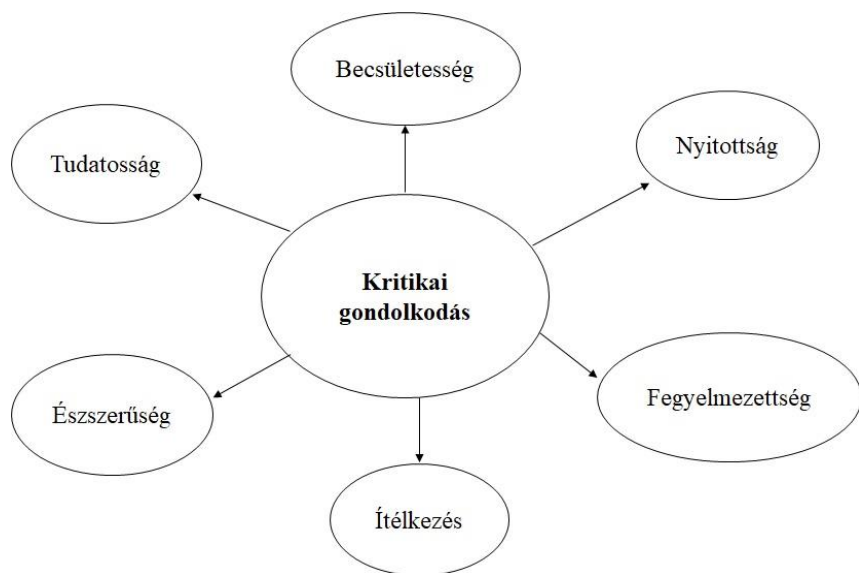 Becsületesség
Tudatosság
Nyitottság
Kritikai
gondolkodás
Észszerűség
Fegyelmezettség
Ítélkezés